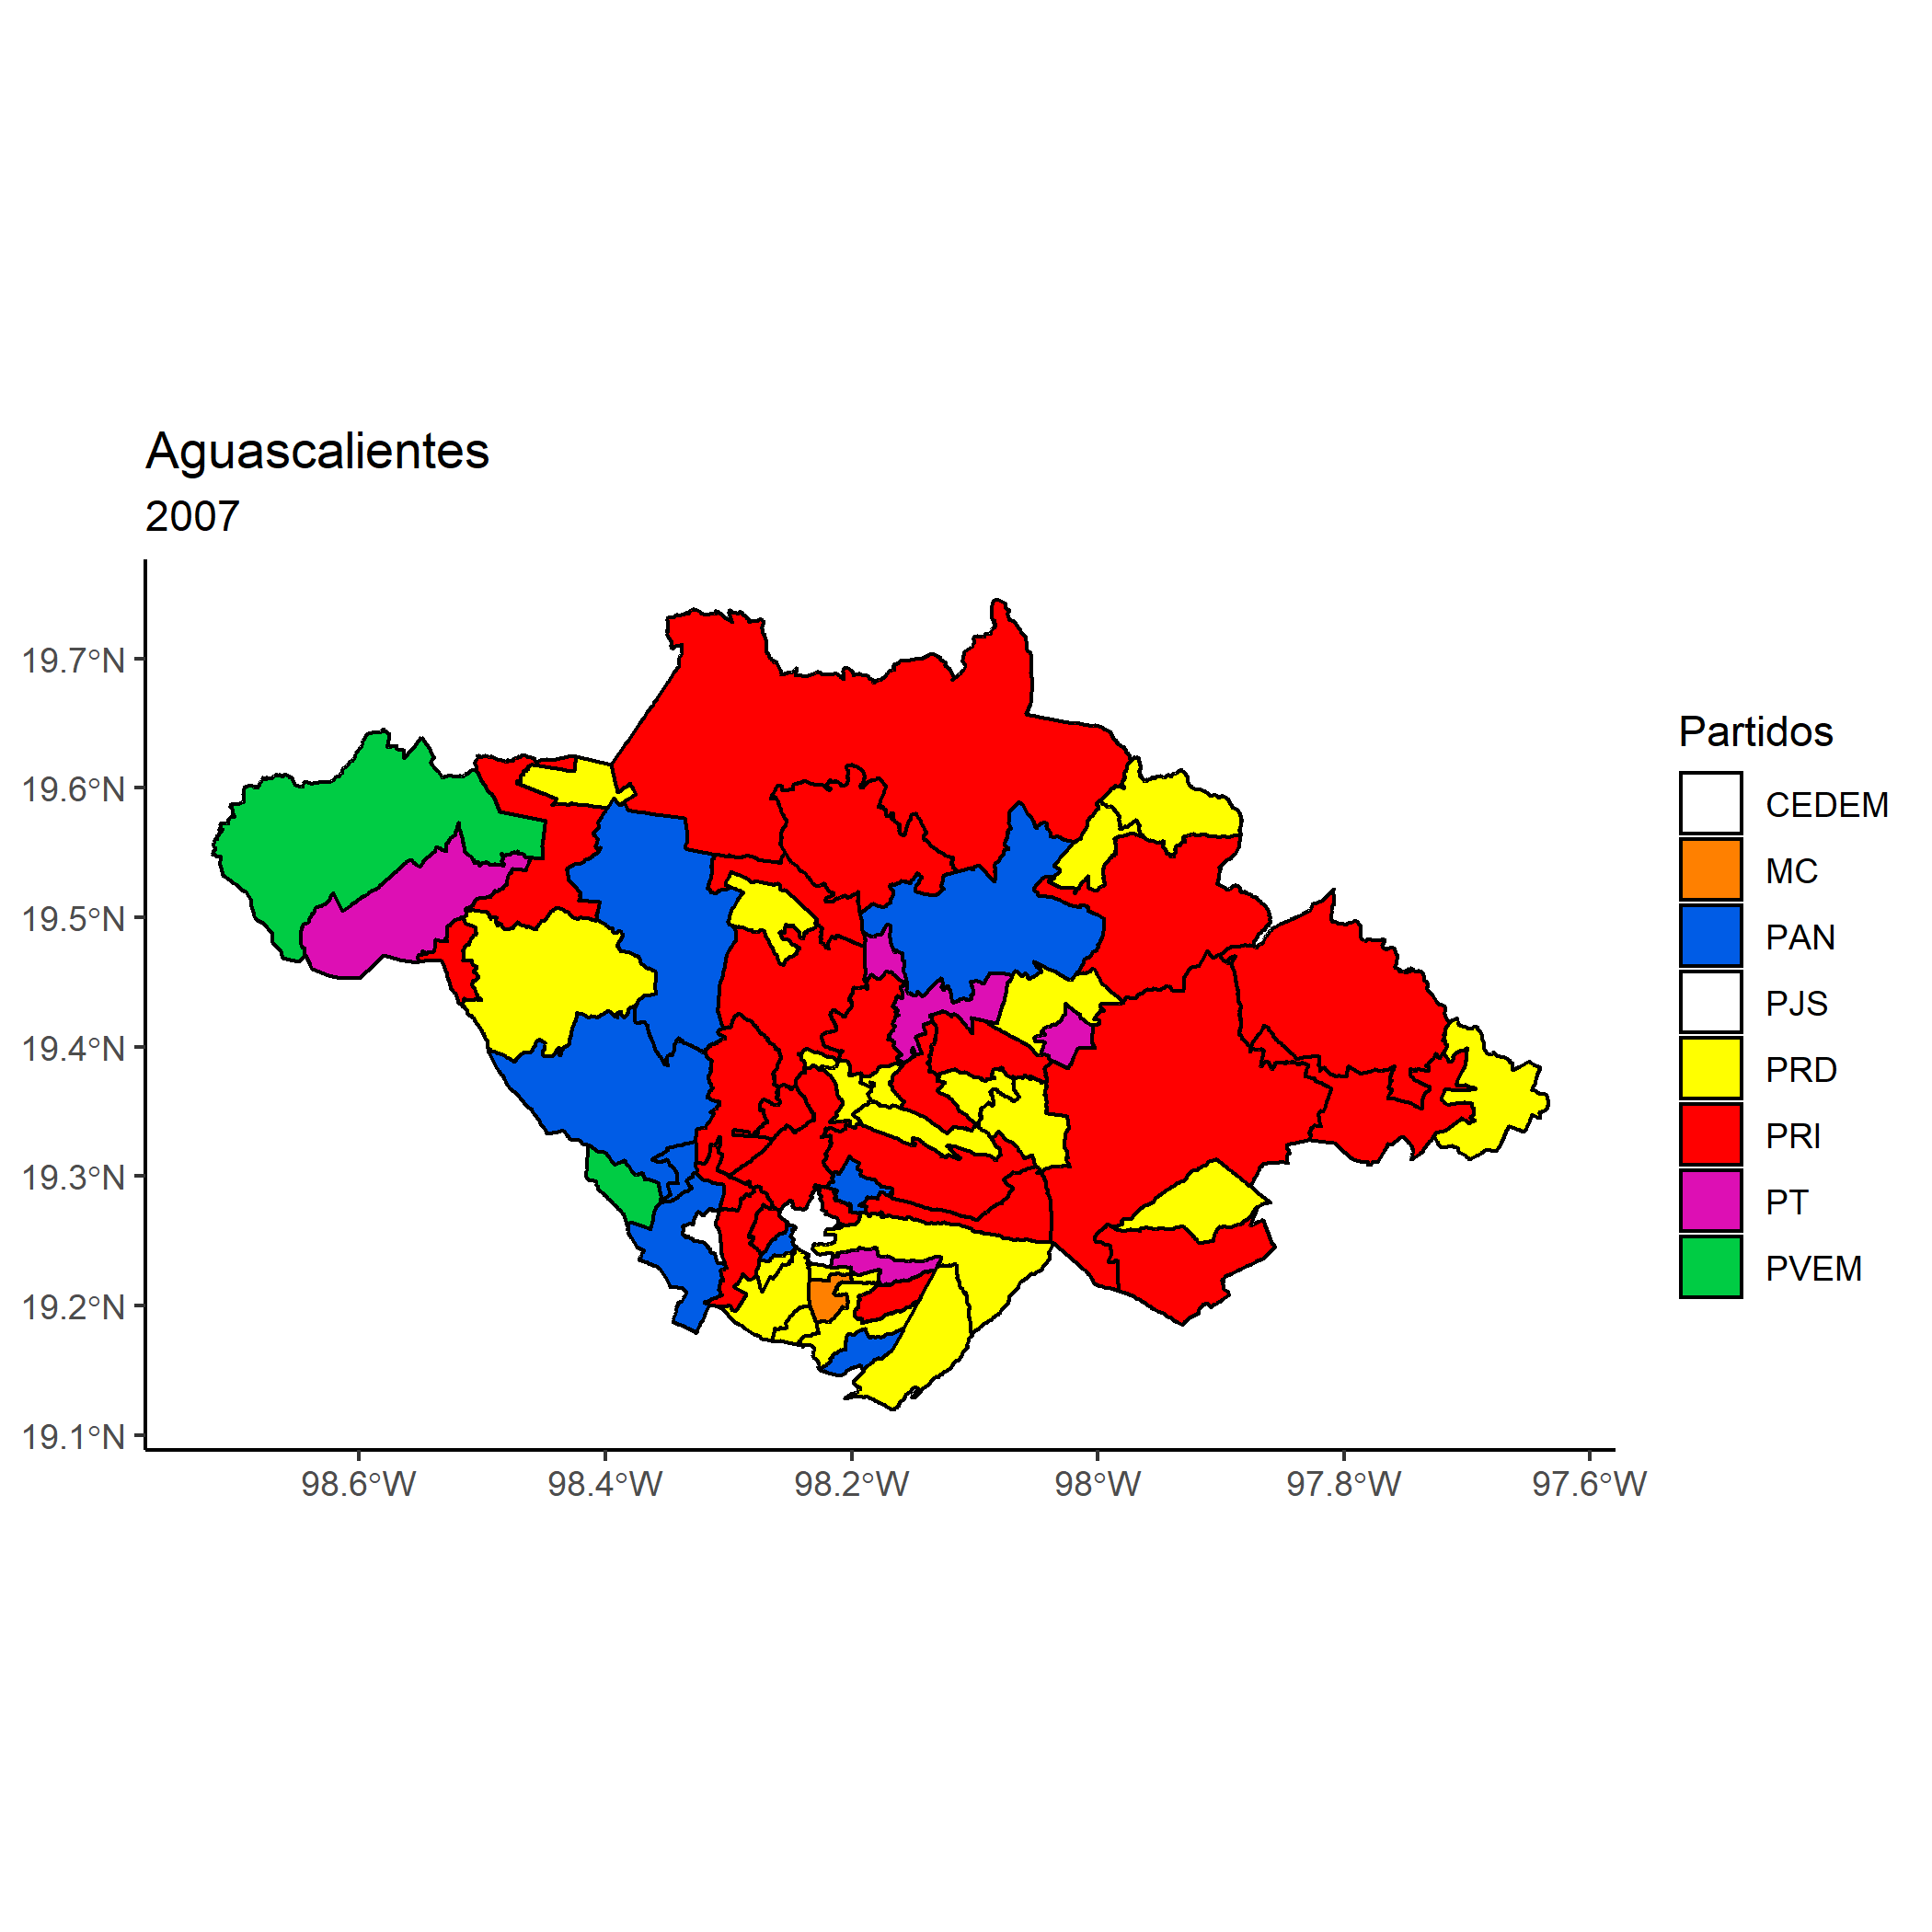 Aguascalientes
2007
19.7°N
19.6°N
19.5°N
19.4°N
19.3°N
19.2°N
19.1°N
98.6°W
98.4°W
98.2°W
98°W
97.8°W
97.6°W
Partidos
CEDEM
MC
PAN
PJS
PRD
PRI
PT
PVEM